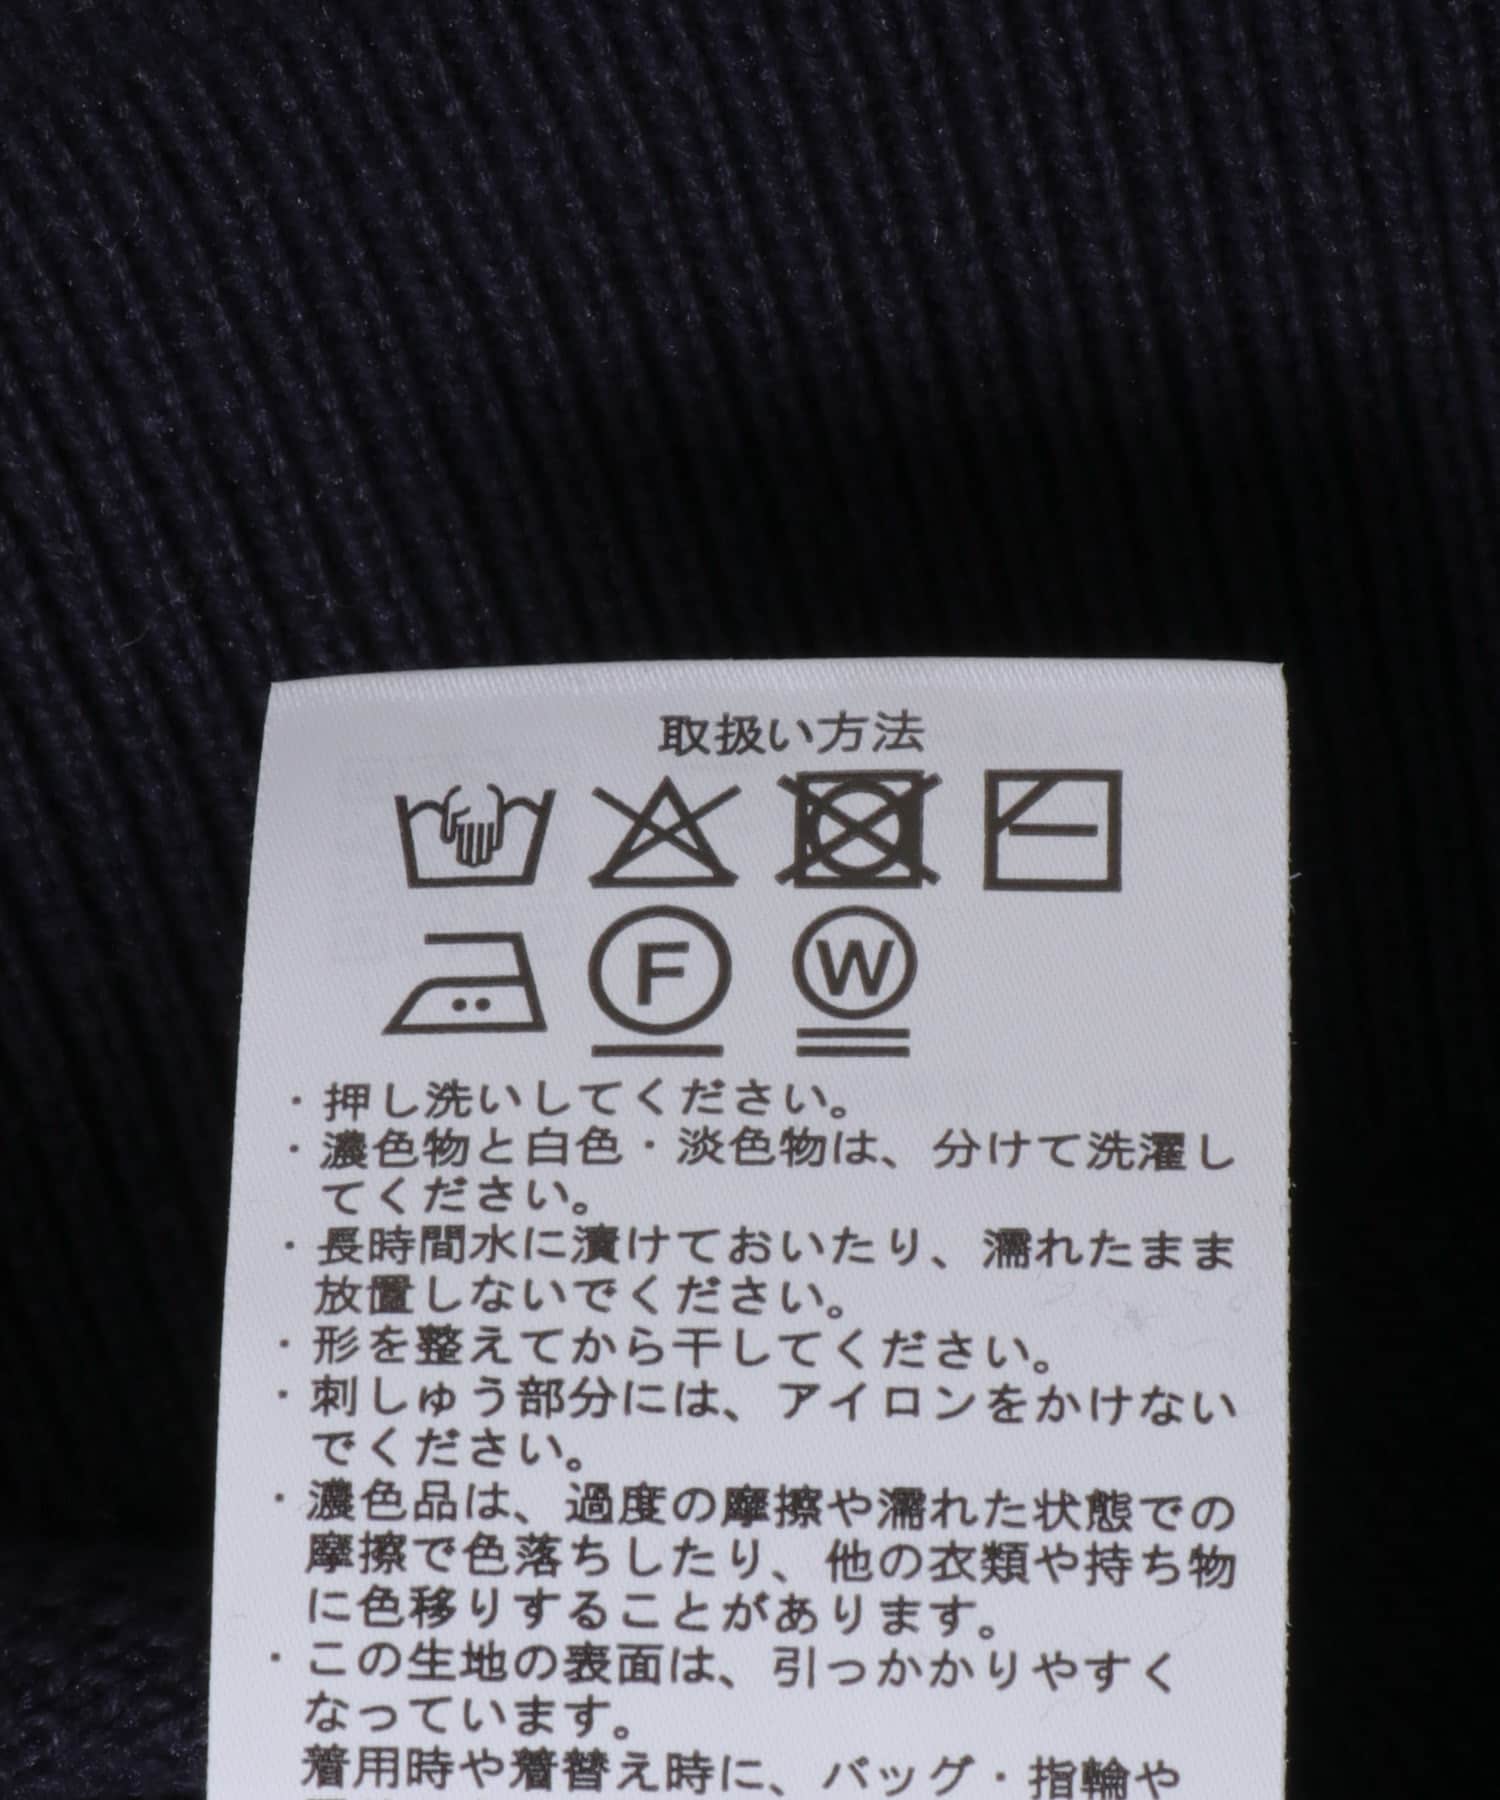 取扱い方法
F W
・押し洗いしてください。
・濃色物と白色・淡色物は、分けて洗濯し
てください。
・長時間水に漬けておいたり、濡れたまま
放置しないでください。
・形を整えてから干してください。
・刺しゅう部分には、アイロンをかけない
でください。
・濃色品は、過度の摩擦や濡れた状態での
摩擦で色落ちしたり、他の衣類や持ち物
に色移りすることがあります。
・この生地の表面は、引っかかりやすく
なっています。
着用時や着替え時に、バッグ・指輪や